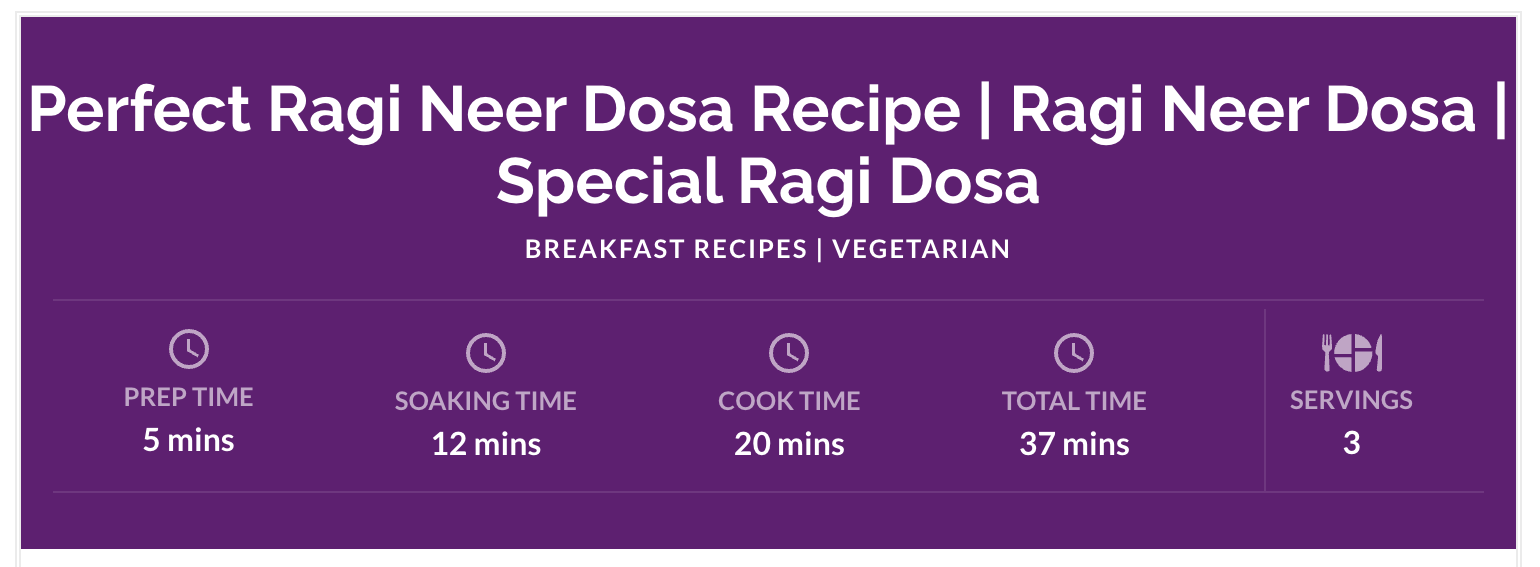 Perfect Ragi Neer Dosa Recipe | Ragi Neer Dosa |
Special Ragi Dosa
BREAKFAST RECIPES | VEGETARIAN
PREP TIME
5 mins
SOAKING TIME
12 mins
COOK TIME
20 mins
TOTAL TIME
37 mins
SERVINGS
3